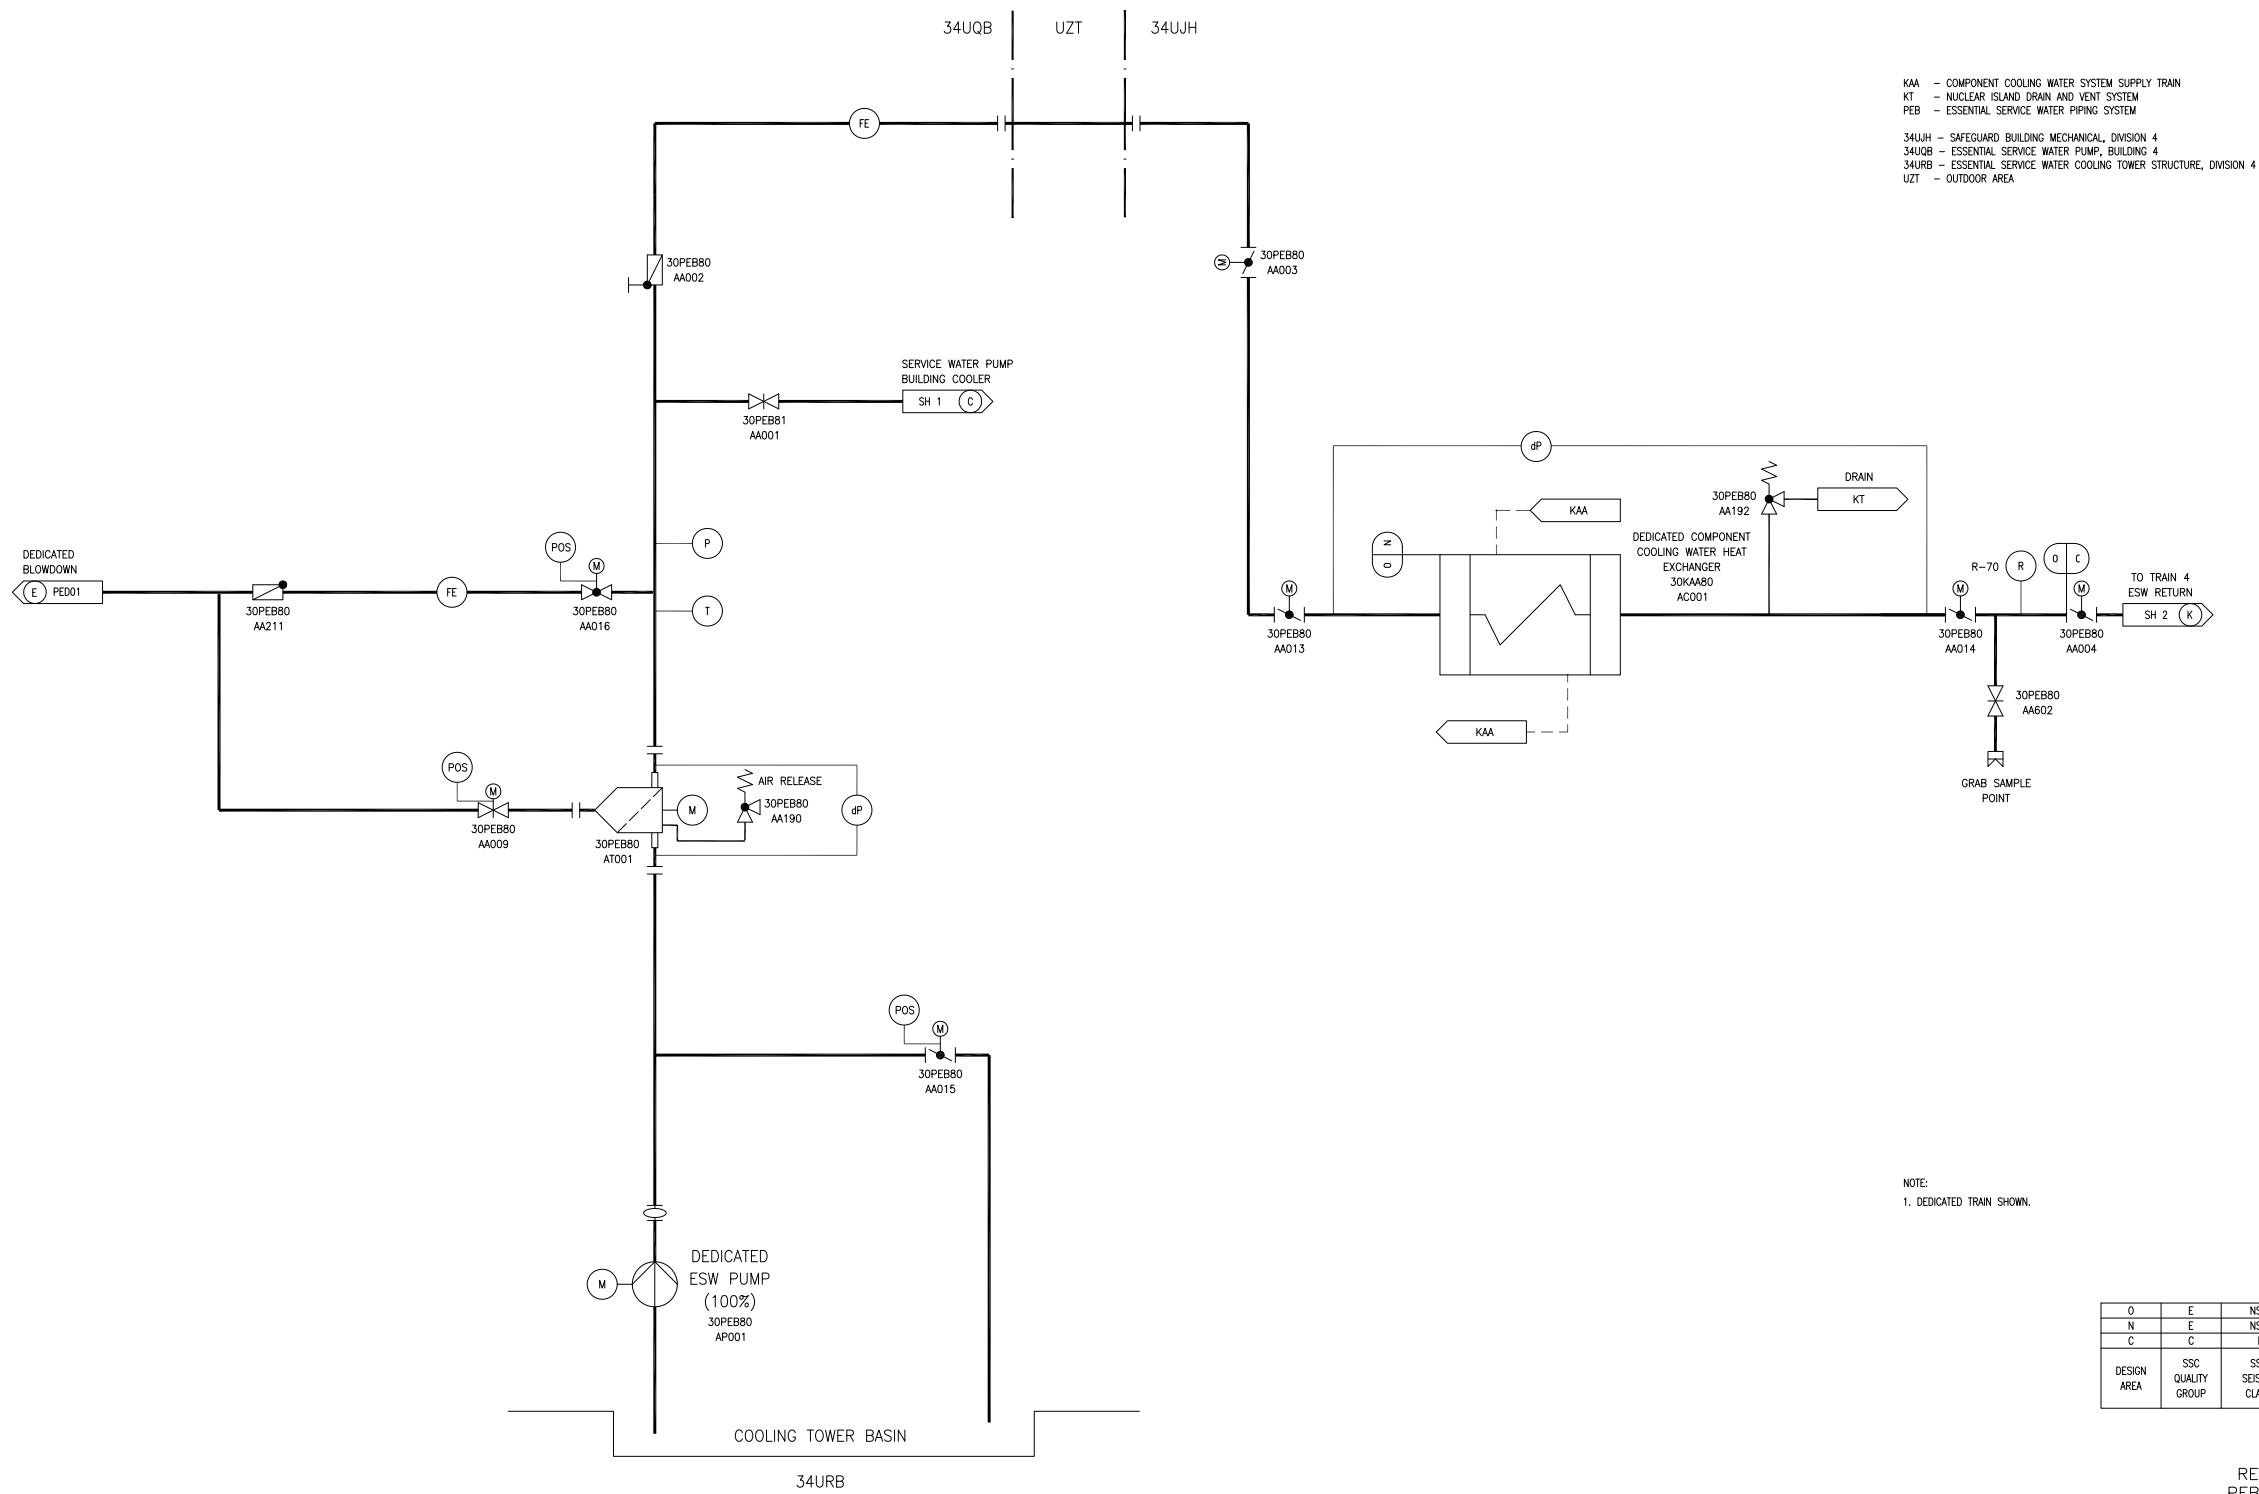 34UQB
UZT
34UJH
KAA – COMPONENT COOLING WATER SYSTEM SUPPLY TRAIN
KT – NUCLEAR ISLAND DRAIN AND VENT SYSTEM
PEB – ESSENTIAL SERVICE WATER PIPING SYSTEM
34UJH – SAFEGUARD BUILDING MECHANICAL, DIVISION 4
34UQB – ESSENTIAL SERVICE WATER PUMP, BUILDING 4
34URB – ESSENTIAL SERVICE WATER COOLING TOWER STRUCTURE, DIVISION 4
UZT – OUTDOOR AREA
FE
30PEB80
AA002
M
30PEB80
AA003
SERVICE WATER PUMP
BUILDING COOLER
SH 1 C
30PEB81
AA001
dP
DRAIN
KT
30PEB80
AA192
KAA
N
O
DEDICATED COMPONENT
COOLING WATER HEAT
EXCHANGER
30KAA80
AC001
P
T
POS
M
30PEB80
AA016
FE
30PEB80
AA211
DEDICATED
BLOWDOWN
E PED01
M
30PEB80
AA013
KAA
R-70
R
O C
M
30PEB80
AA014
M
30PEB80
AA004
TO TRAIN 4
ESW RETURN
SH 2 K
30PEB80
AA602
GRAB SAMPLE
POINT
POS
M
30PEB80
AA009
30PEB80
AT001
M
AIR RELEASE
30PEB80
AA190
dP
POS
M
30PEB80
AA015
NOTE:
1. DEDICATED TRAIN SHOWN.
M
DEDICATED
ESW PUMP
(100%)
30PEB80
AP001
O E NS
N E NS
C C I
DESIGN
AREA
SSC
QUALITY
GROUP
SS
SEIS
CLA
COOLING TOWER BASIN
34URB
RE
PEB